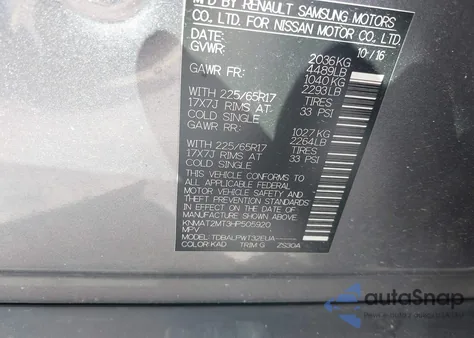 MFD BY RENAULT SAMSUNG MOTORS
CO. LTD. FOR NISSAN MOTOR CO. LTD.
DATE: 10/16
GVWR: 2036KG
4489LB
GAWR FR: 1040KG
2293LB
WITH 225/65R17 TIRES
17X7J RIMS AT 33 PSI
COLD SINGLE
GAWR RR: 1027KG
2264LB
WITH 225/65R17 TIRES
17X7J RIMS AT 33 PSI
COLD SINGLE
THIS VEHICLE CONFORMS TO
ALL APPLICABLE FEDERAL
MOTOR VEHICLE SAFETY AND
THEFT PREVENTION STANDARDS
IN EFFECT ON THE DATE OF
MANUFACTURE SHOWN ABOVE.
KNMAT2MT3HP505920
MPV
MODEL: TDBALPWT32EUA
COLOR KAD TRIM G ZS30A
autoSnap